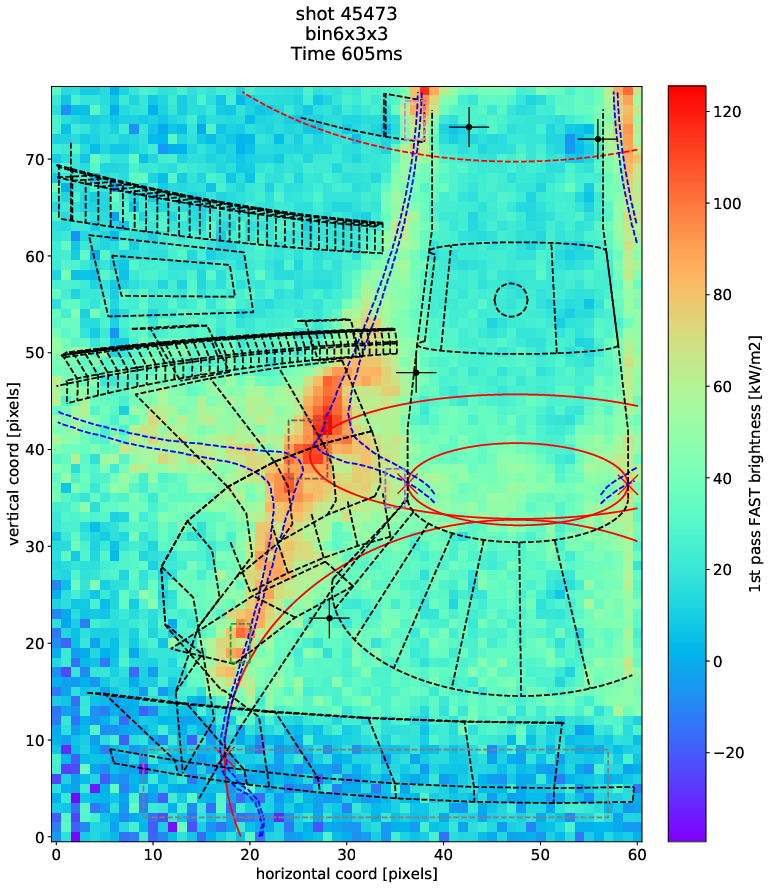 shot 45473
bin6x3x3
Time 605ms
70
60
50
40
30
20
10
0
vertical coord [pixels]
0 10 20 30 40 50 60
horizontal coord [pixels]
120
100
80
60
40
20
0
−20
1st pass FAST brightness [kW/m2]